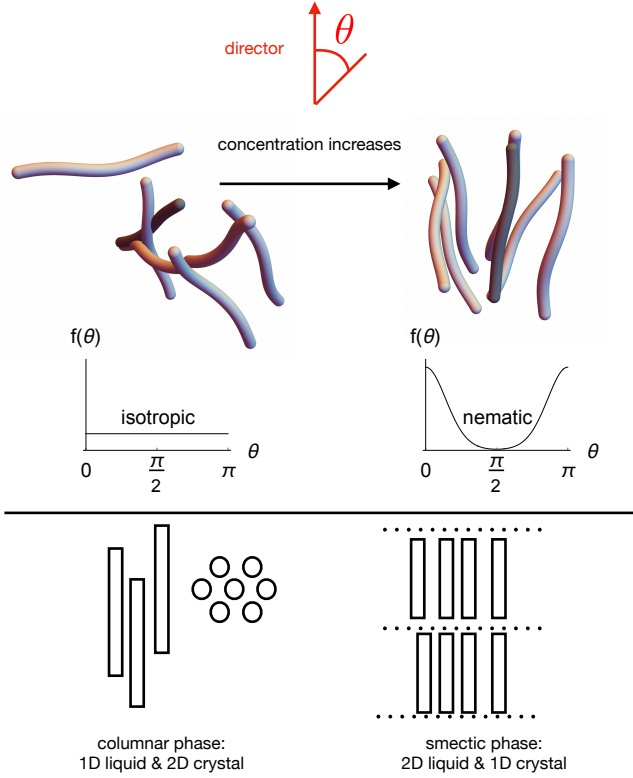 director
θ
concentration increases
f(θ)
isotropic
0
π/2
π
θ
f(θ)
nematic
0
π/2
π
θ
columnar phase:
1D liquid & 2D crystal
smectic phase:
2D liquid & 1D crystal